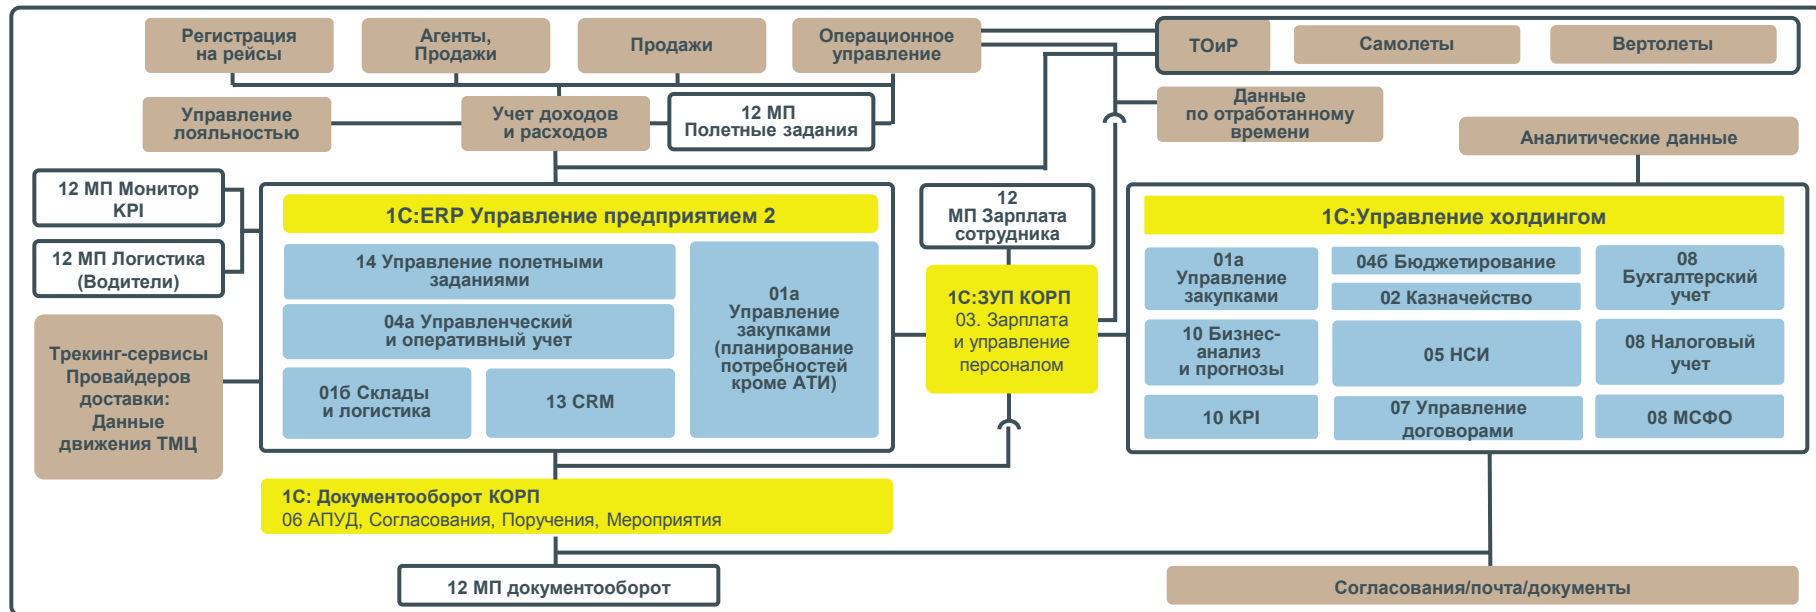 Регистрация
на рейсы
Агенты,
Продажи
Продажи
Операционное
управление
ТОиР
Самолеты
Вертолеты
Управление
лояльностью
Учет доходов
и расходов
12 МП
Полетные задания
Данные
по отработанному
времени
Аналитические данные
12 МП Монитор
KPI
12 МП Логистика
(Водители)
Трекинг-сервисы
Провайдеров
доставки:
Данные
движения ТМЦ
1С:ERP Управление предприятием 2
14 Управление полетными
заданиями
04а Управленческий
и оперативный учет
01б Склады
и логистика
13 CRM
01а
Управление
закупками
(планирование
потребностей
кроме АТИ)
12
МП Зарплата
сотрудника
1С:ЗУП КОРП
03. Зарплата
и управление
персоналом
1С:Управление холдингом
01а
Управление
закупками
04б Бюджетирование
02 Казначейство
08
Бухгалтерский
учет
10 Бизнес-
анализ
и прогнозы
05 НСИ
08 Налоговый
учет
10 KPI
07 Управление
договорами
08 МСФО
1С: Документооборот КОРП
06 АПУД, Согласования, Поручения, Мероприятия
12 МП документооборот
Согласования/почта/документы